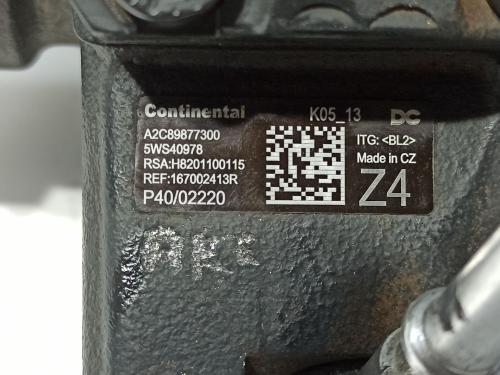 Continental K05_13 DC
A2C89877300 ITG: <BL2>
5WS40978 Made in CZ
RSA:H8201100115
REF:167002413R Z4
P40/02220